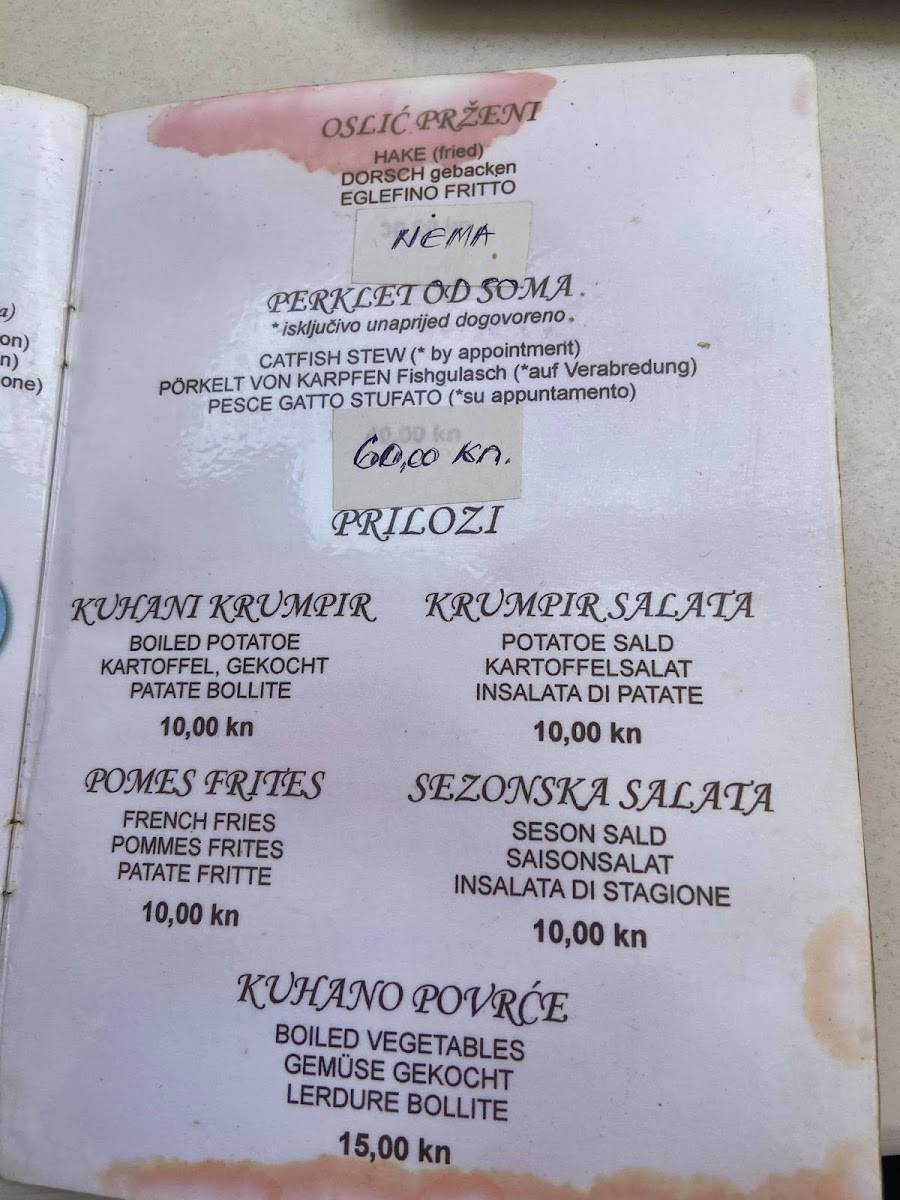 OSLIĆ PRŽENI
HAKE (fried)
DORSCH gebacken
EGLEFINO FRITTO
NEMA
PERKLET OD SOMA
*isključivo unaprijed dogovoreno.
CATFISH STEW (* by appointment)
PÖRKELT VON KARPFEN Fishgulasch (*auf Verabredung)
PESCE GATTO STUFATO (*su appuntamento)
60,00 Kn.
PRILOZI
KUHANI KRUMPIR
BOILED POTATOE
KARTOFFEL, GEKOCHT
PATATE BOLLITE
10,00 kn
KRUMPIR SALATA
POTATOE SALD
KARTOFFELSALAT
INSALATA DI PATATE
10,00 kn
POMES FRITES
FRENCH FRIES
POMMES FRITES
PATATE FRITTE
10,00 kn
SEZONSKA SALATA
SESON SALD
SAISONSALAT
INSALATA DI STAGIONE
10,00 kn
KUHANO POVRĆE
BOILED VEGETABLES
GEMÜSE GEKOCHT
LERDURE BOLLITE
15,00 kn